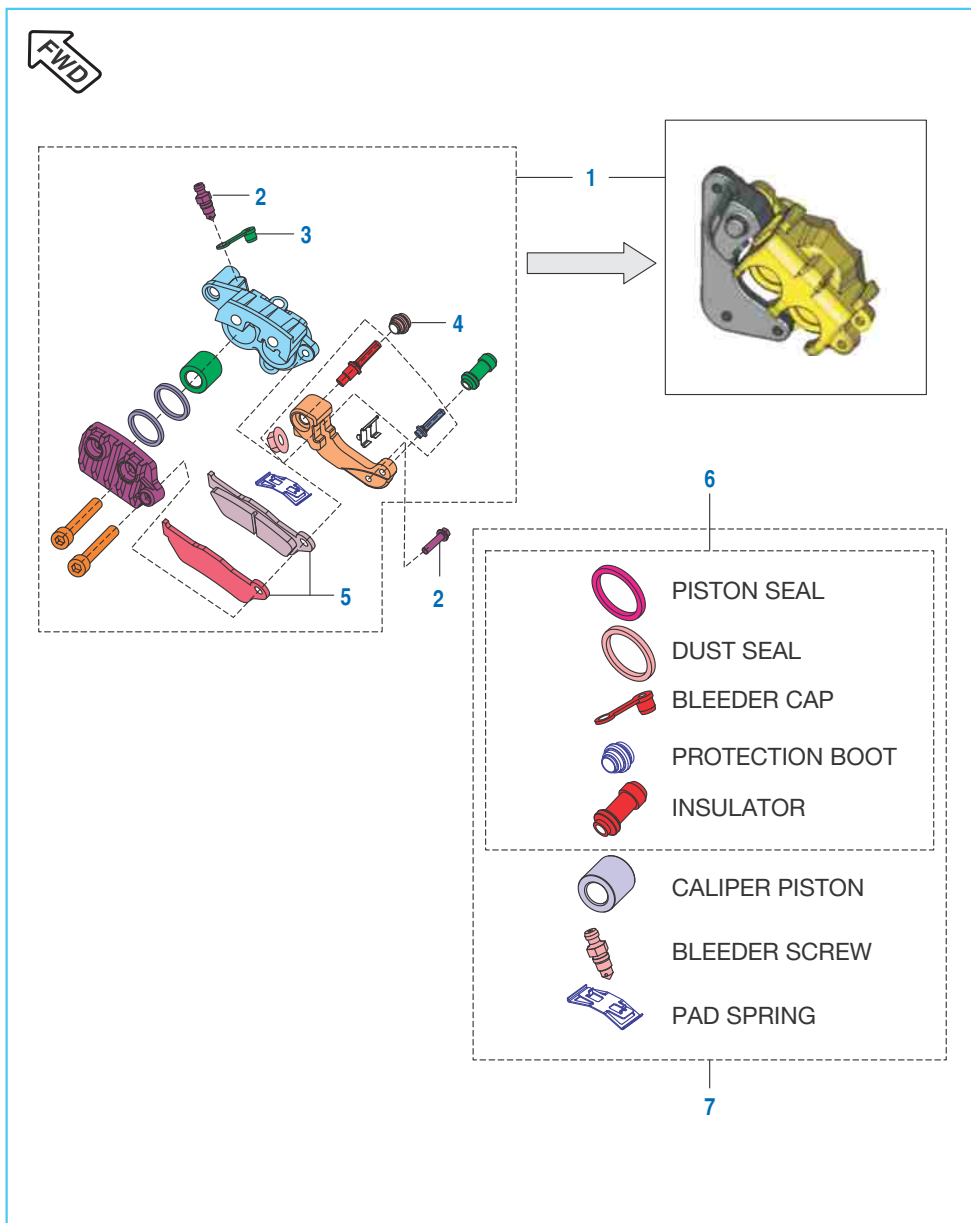 FWD
1
2
3
4
5
2
6
PISTON SEAL
DUST SEAL
BLEEDER CAP
PROTECTION BOOT
INSULATOR
CALIPER PISTON
BLEEDER SCREW
PAD SPRING
7